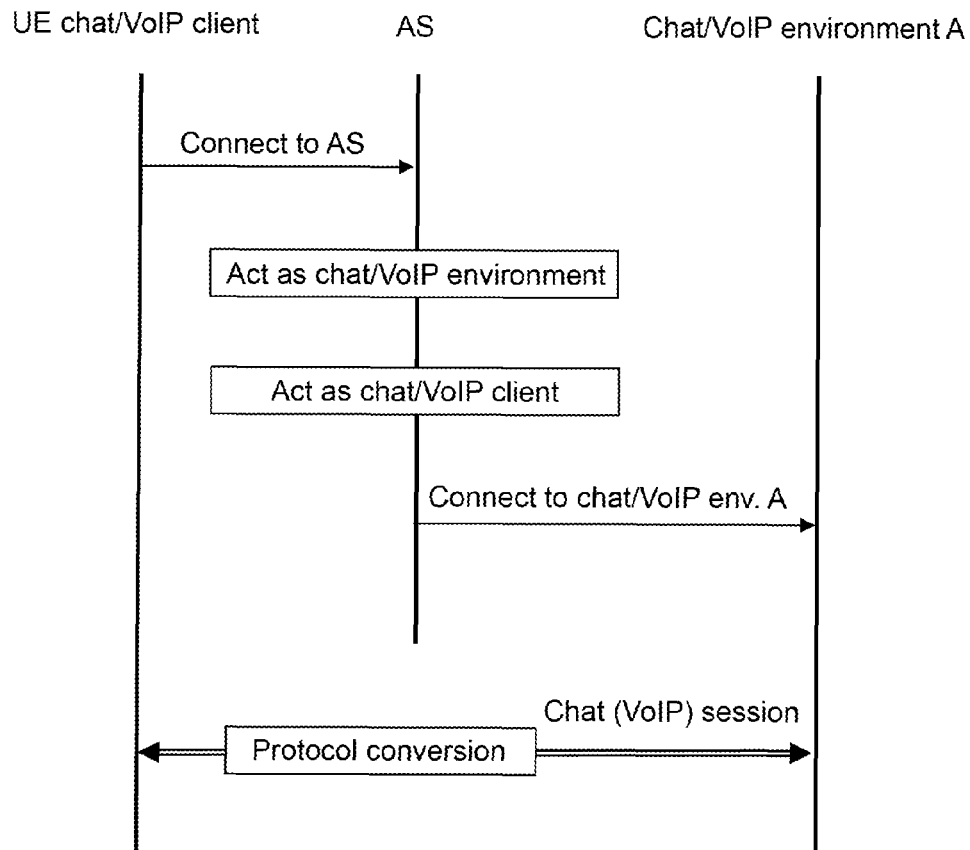 UE chat/VoIP client
AS
Chat/VoIP environment A
Connect to AS
Act as chat/VoIP environment
Act as chat/VoIP client
Connect to chat/VoIP env. A
Chat (VoIP) session
Protocol conversion